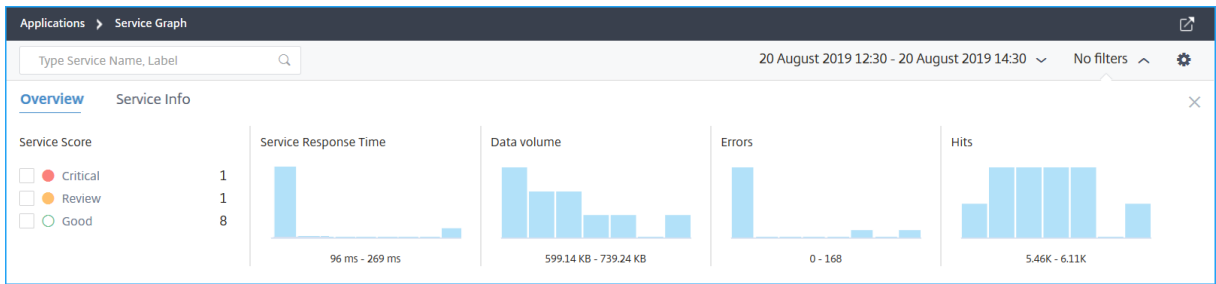 Applications > Service Graph
Type Service Name, Label
20 August 2019 12:30 - 20 August 2019 14:30
No filters
Overview
Service Info
Service Score
Critical 1
Review 1
Good 8
Service Response Time
96 ms - 269 ms
Data volume
599.14 KB - 739.24 KB
Errors
0 - 168
Hits
5.46K - 6.11K